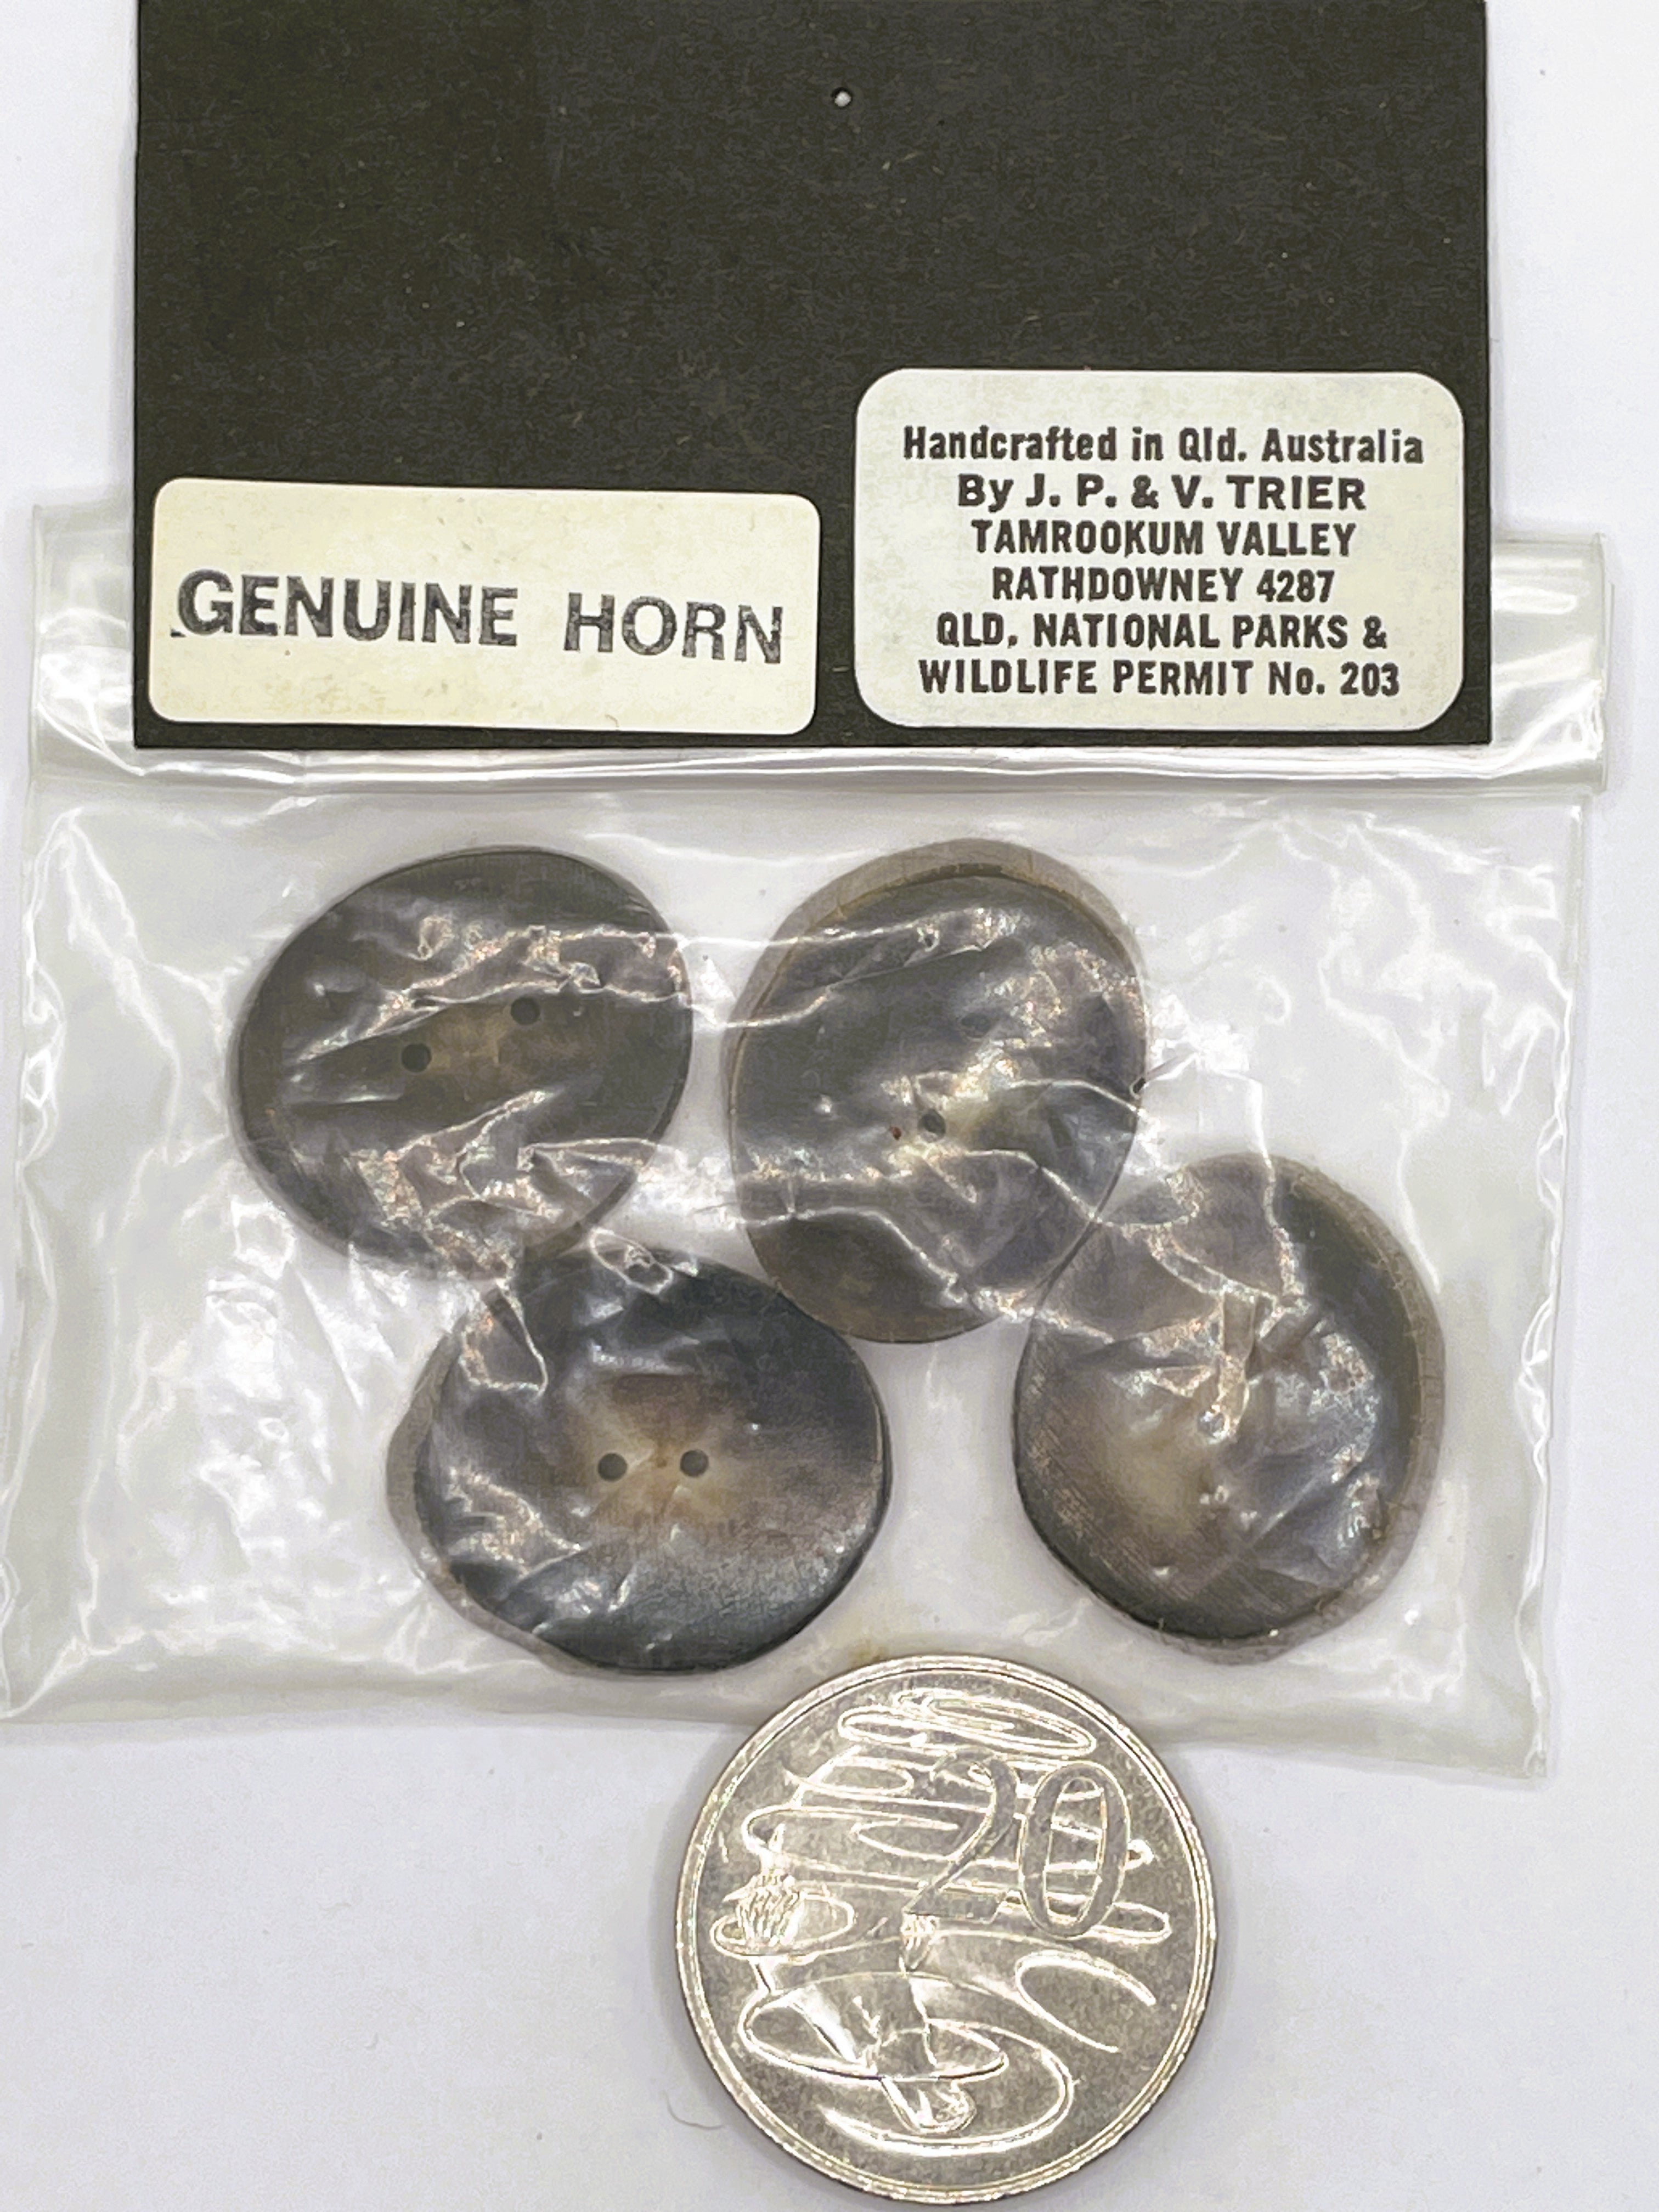 GENUINE HORN
Handcrafted in Qld. Australia
By J. P. & V. TRIER
TAMROOKUM VALLEY
RATHDOWNEY 4287
QLD. NATIONAL PARKS &
WILDLIFE PERMIT No. 203
20